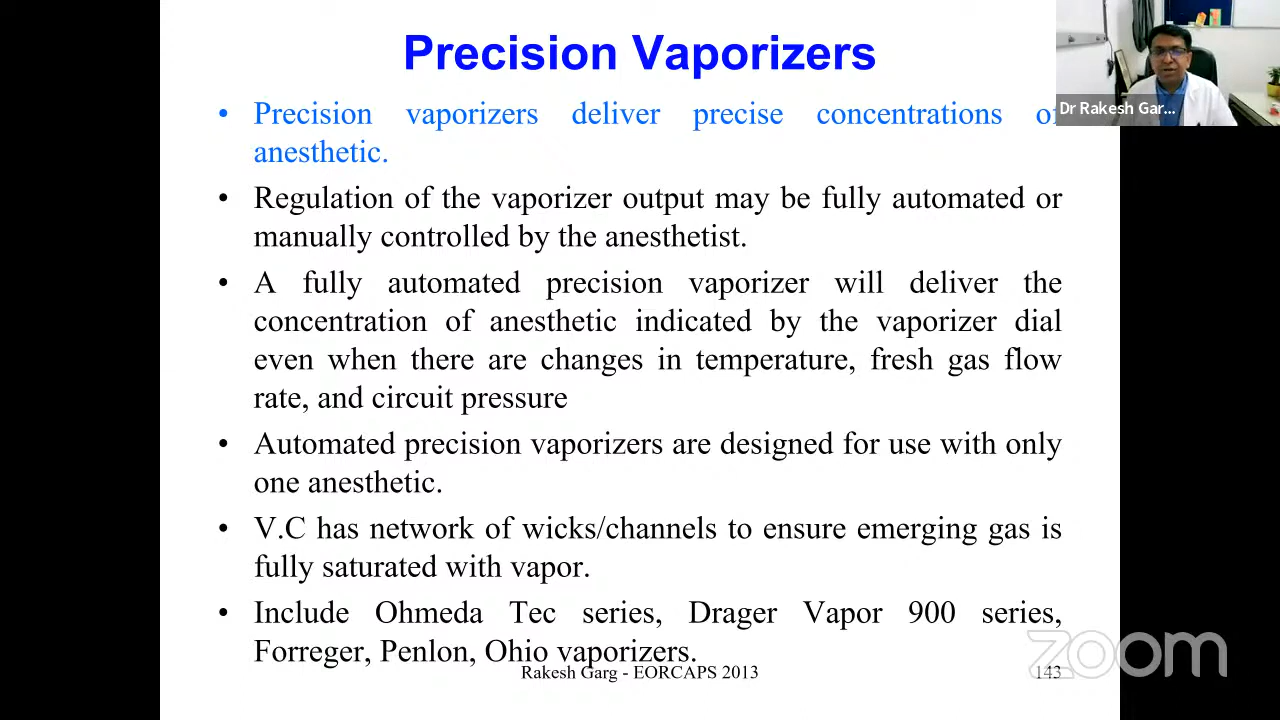 Precision Vaporizers
Dr Rakesh Gar...
• Precision vaporizers deliver precise concentrations of
anesthetic.
• Regulation of the vaporizer output may be fully automated or
manually controlled by the anesthetist.
• A fully automated precision vaporizer will deliver the
concentration of anesthetic indicated by the vaporizer dial
even when there are changes in temperature, fresh gas flow
rate, and circuit pressure
• Automated precision vaporizers are designed for use with only
one anesthetic.
• V.C has network of wicks/channels to ensure emerging gas is
fully saturated with vapor.
• Include Ohmeda Tec series, Drager Vapor 900 series,
Forreger, Penlon, Ohio vaporizers.
Rakesh Garg - EORCAPS 2013
143
zoom